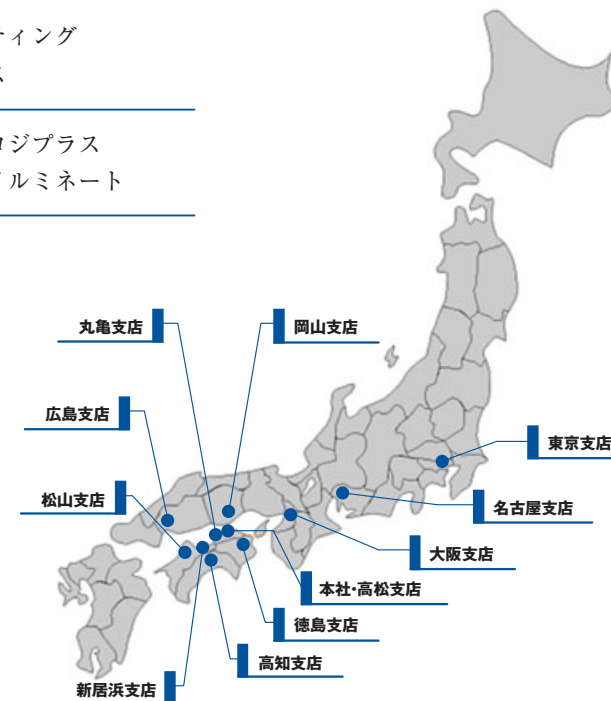 ティング
ス
ロジプラス
イルミネート
丸亀支店
岡山支店
広島支店
東京支店
松山支店
名古屋支店
大阪支店
本社・高松支店
徳島支店
高知支店
新居浜支店